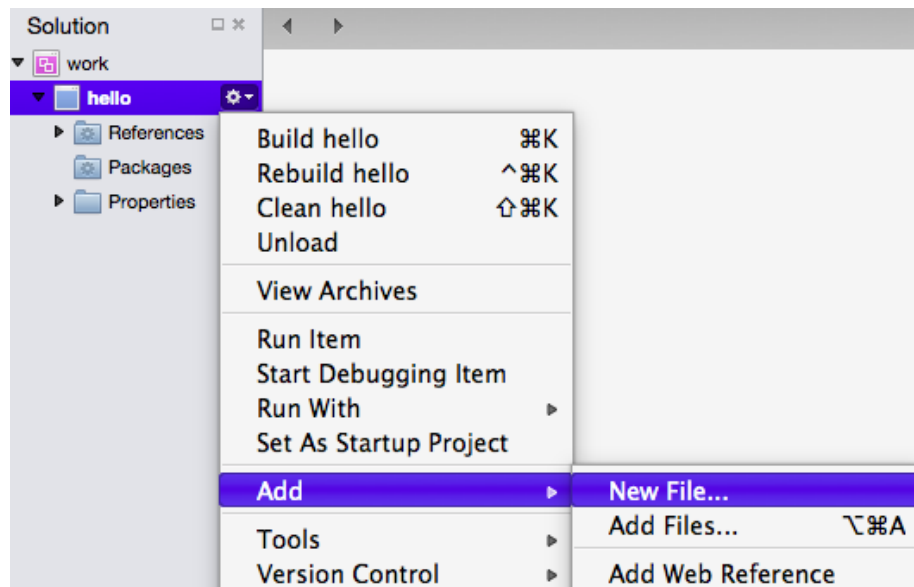 Solution
work
hello
References
Packages
Properties
Build hello ⌘K
Rebuild hello ^⌘K
Clean hello ⇧⌘K
Unload
View Archives
Run Item
Start Debugging Item
Run With
Set As Startup Project
Add
New File...
Add Files... ⌥⌘A
Add Web Reference
Tools
Version Control